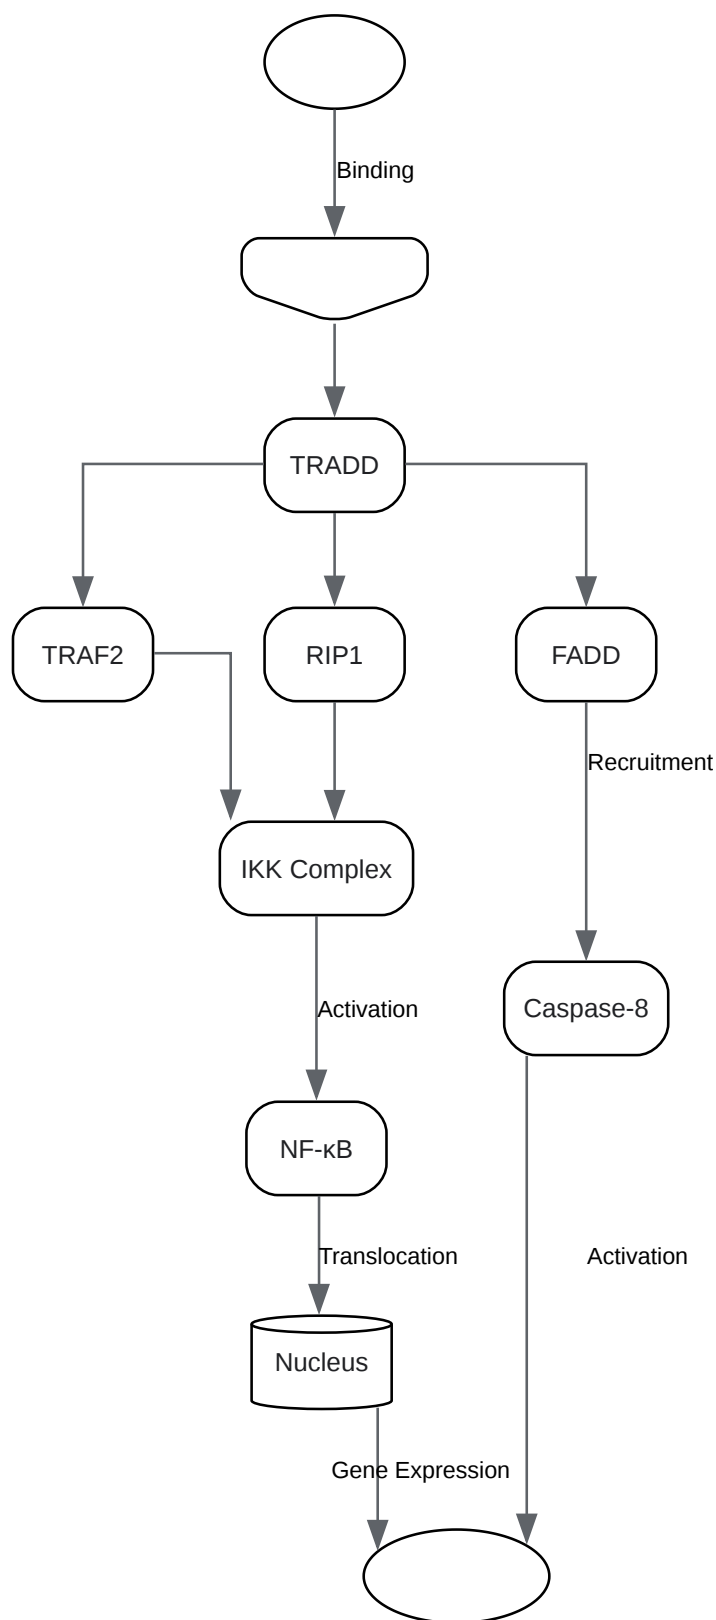 Binding
TRADD
TRAF2
RIP1
FADD
Recruitment
IKK Complex
Activation
Caspase-8
NF-κB
Translocation
Activation
Nucleus
Gene Expression